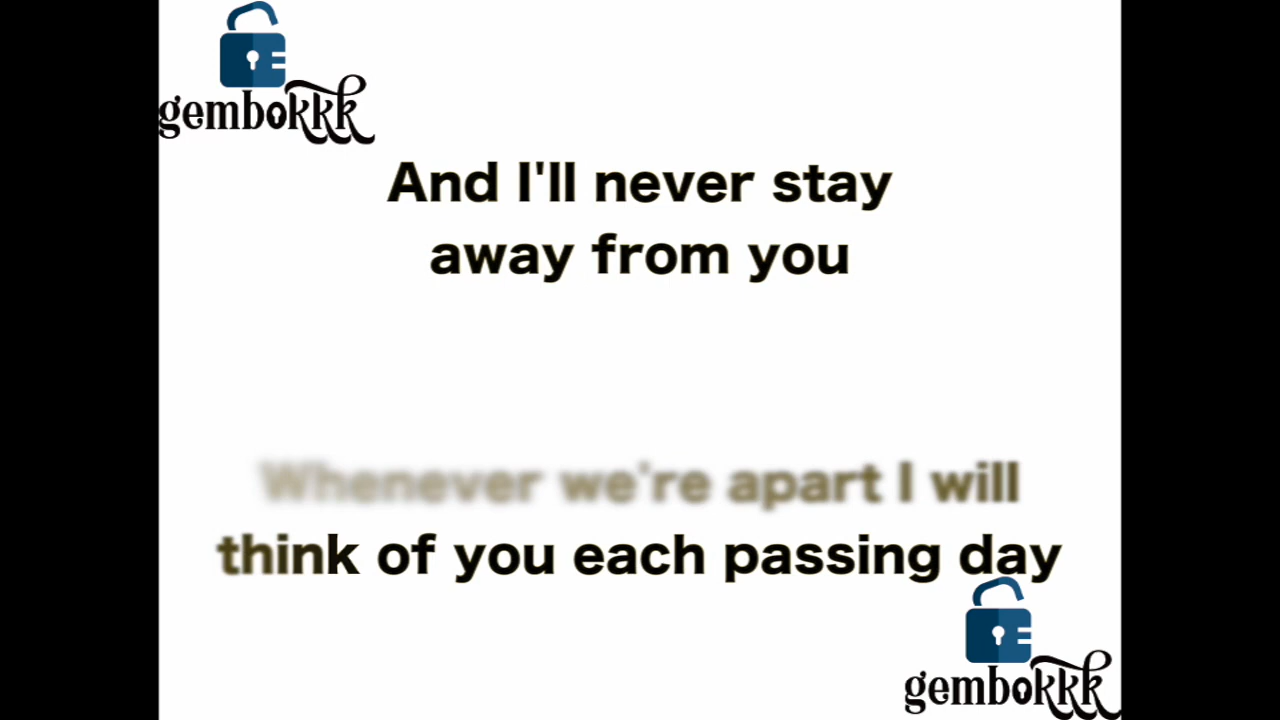 gembokkk
And I'll never stay
away from you
Whenever we're apart I will
think of you each passing day
gembokkk